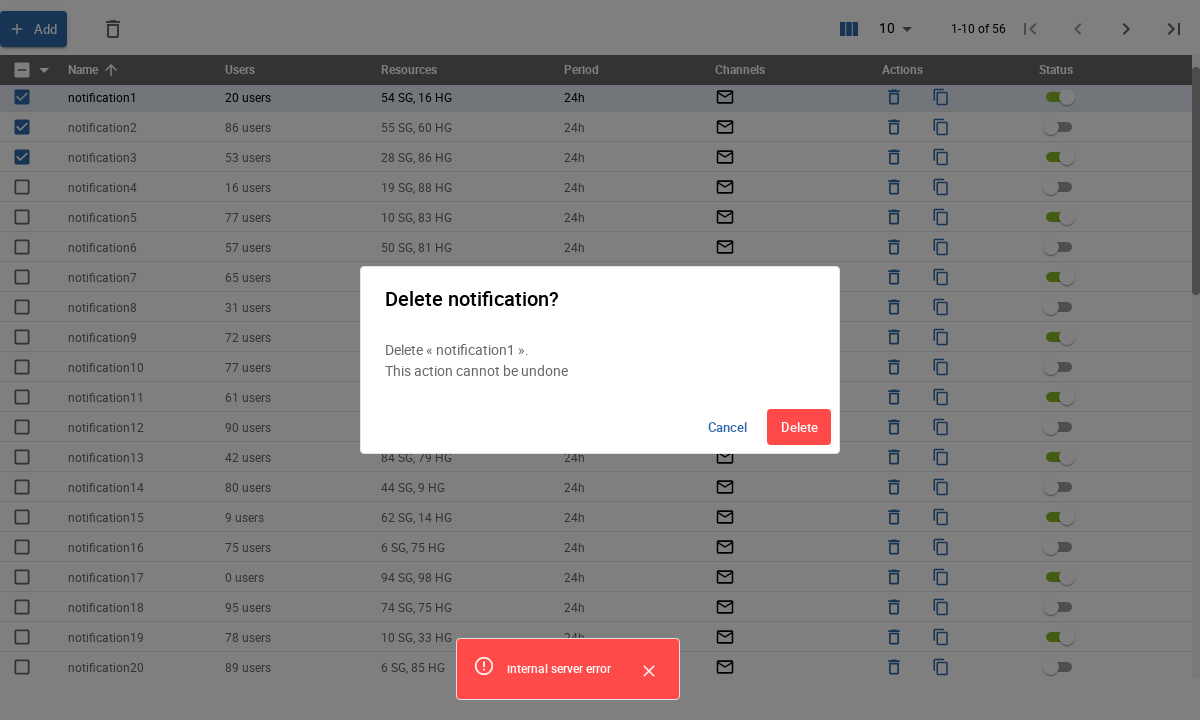 Add
10
1-10 of 56
Name Users Resources Period Channels Actions Status
notification1 20 users 54 SG, 16 HG 24h
notification2 86 users 55 SG, 60 HG 24h
notification3 53 users 28 SG, 86 HG 24h
notification4 16 users 19 SG, 88 HG 24h
notification5 77 users 10 SG, 83 HG 24h
notification6 57 users 50 SG, 81 HG 24h
notification7 65 users
notification8 31 users
notification9 72 users
notification10 77 users
notification11 61 users
notification12 90 users
notification13 42 users 84 SG, 79 HG 24h
notification14 80 users 44 SG, 9 HG 24h
notification15 9 users 62 SG, 14 HG 24h
notification16 75 users 6 SG, 75 HG 24h
notification17 0 users 94 SG, 98 HG 24h
notification18 95 users 74 SG, 75 HG 24h
notification19 78 users 10 SG, 33 HG 24h
notification20 89 users 6 SG, 85 HG
Delete notification?
Delete « notification1 ».
This action cannot be undone
Cancel Delete
Internal server error